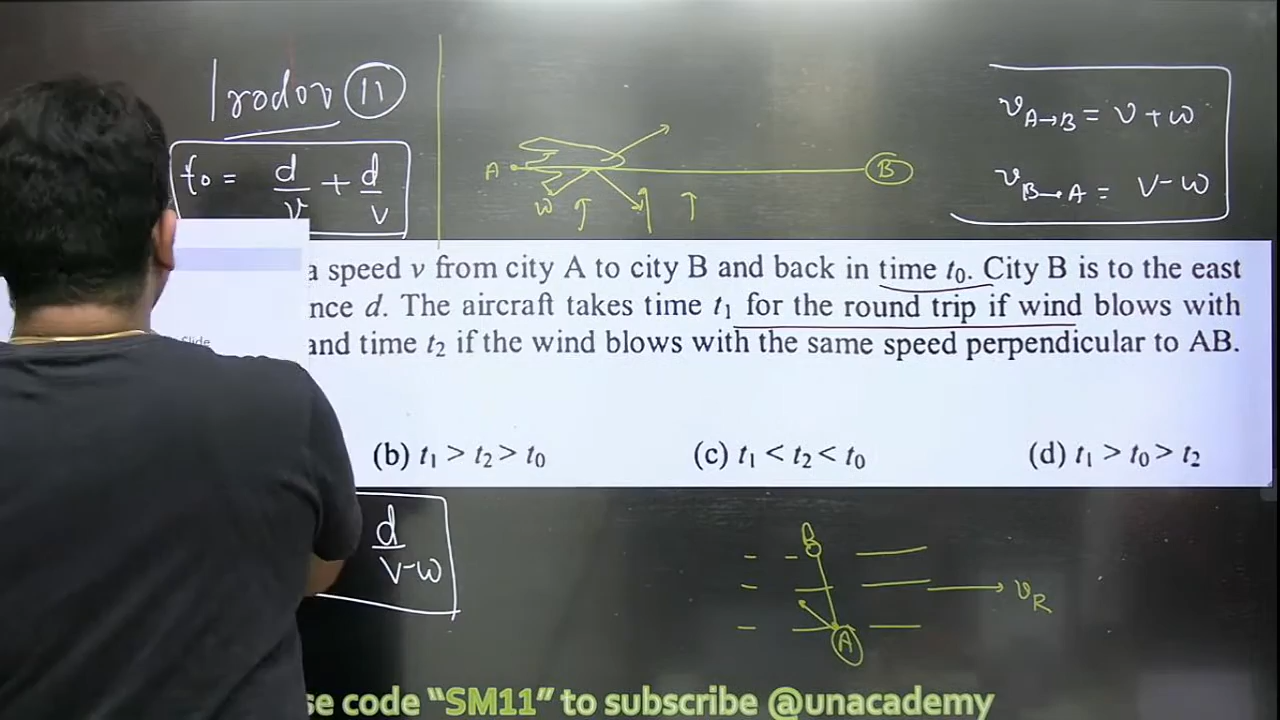 Irodov 11
t0 = d/v + d/v
A
B
w
vA→B = v + w
vB→A = v - w
a speed v from city A to city B and back in time t0. City B is to the east
nce d. The aircraft takes time t1 for the round trip if wind blows with
and time t2 if the wind blows with the same speed perpendicular to AB.
(b) t1 > t2 > t0
(c) t1 < t2 < t0
(d) t1 > t0 > t2
d/v-w
B
A
vR
se code “SM11” to subscribe @unacademy